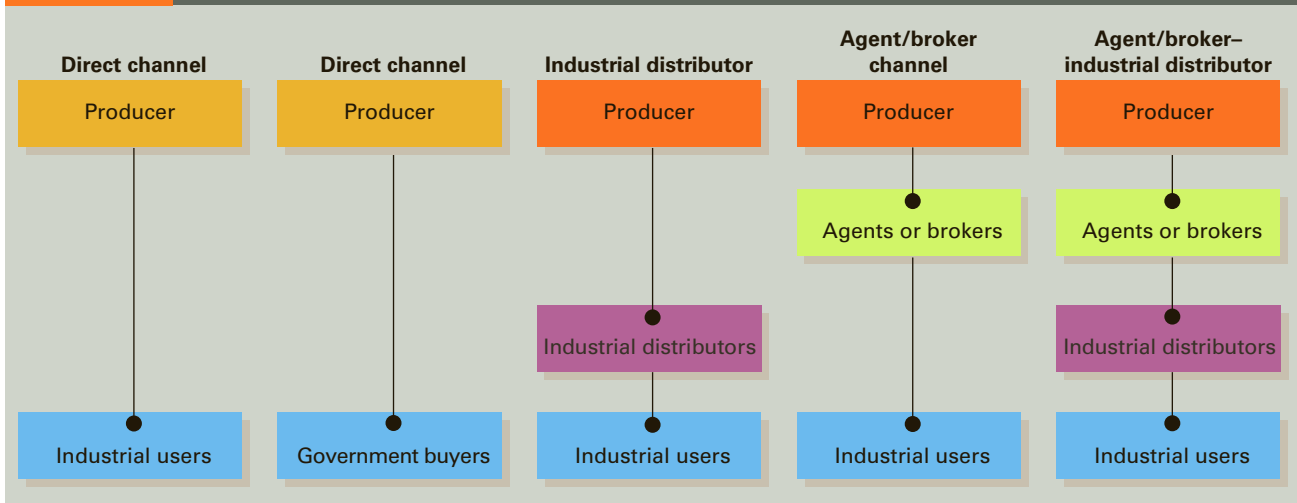 Direct channel
Direct channel
Industrial distributor
Agent/broker
channel
Agent/broker–
industrial distributor
Producer
Producer
Producer
Producer
Producer
Agents or brokers
Agents or brokers
Industrial distributors
Industrial distributors
Industrial users
Government buyers
Industrial users
Industrial users
Industrial users